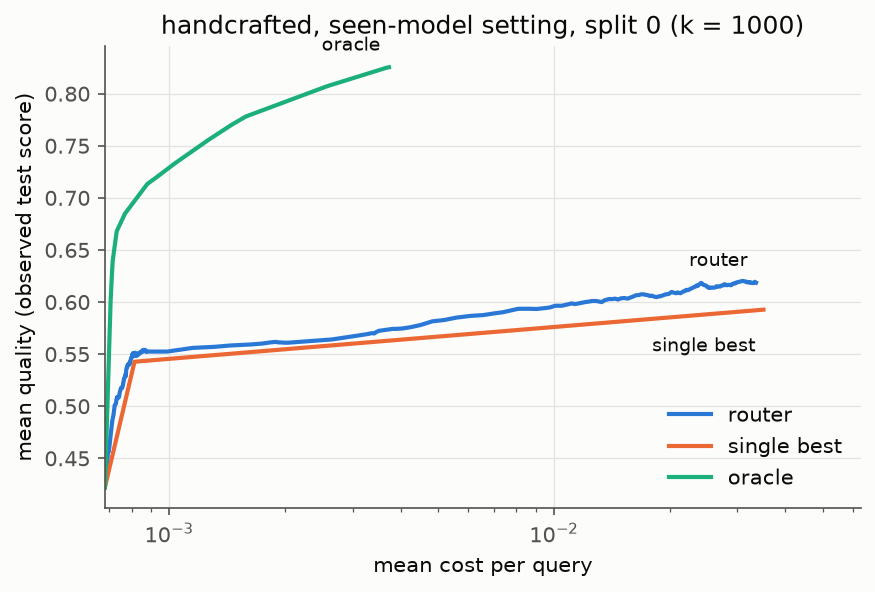 handcrafted, seen-model setting, split 0 (k = 1000)
oracle
0.80
0.75
0.70
0.65
0.60
0.55
0.50
0.45
mean quality (observed test score)
router
single best
router
single best
oracle
10⁻³
10⁻²
mean cost per query